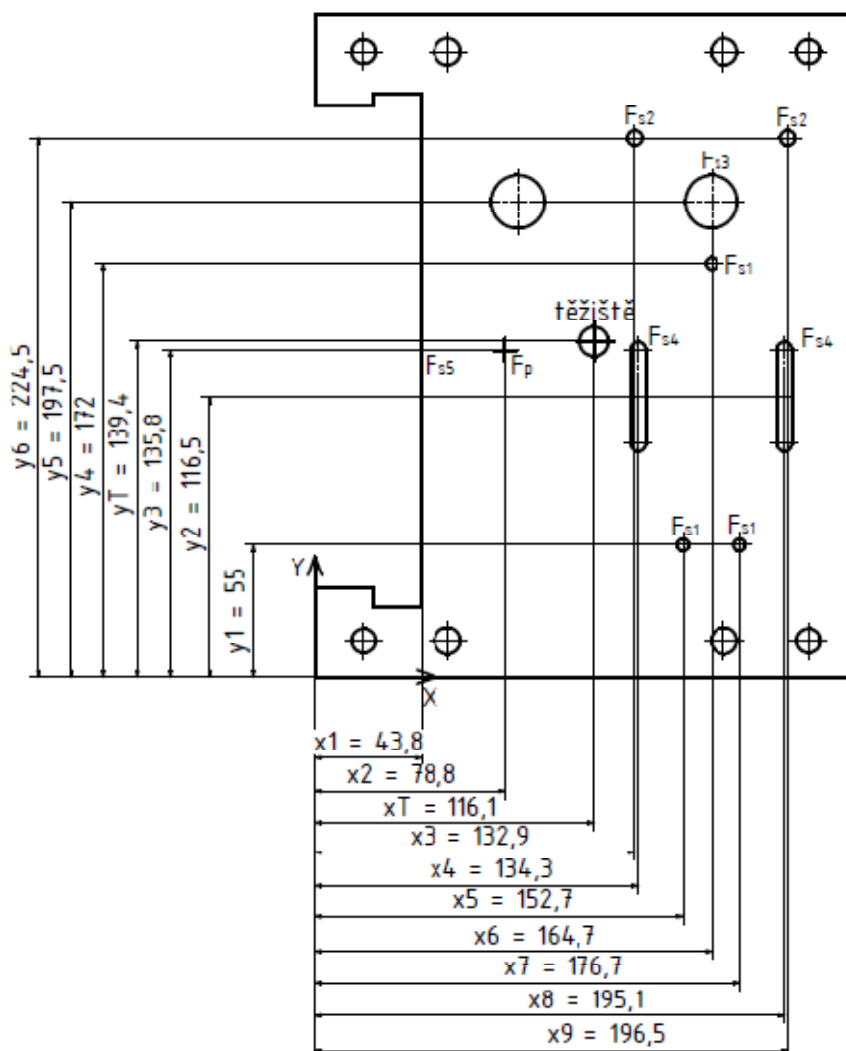 Fs2
Fs2
Fs3
Fs1
těžiště
Fs4
Fs4
Fs5
Fp
Fs1
Fs1
y6 = 224,5
y5 = 197,5
y4 = 172
yT = 139,4
y3 = 135,8
y2 = 116,5
y1 = 55
Y
X
x1 = 43,8
x2 = 78,8
xT = 116,1
x3 = 132,9
x4 = 134,3
x5 = 152,7
x6 = 164,7
x7 = 176,7
x8 = 195,1
x9 = 196,5